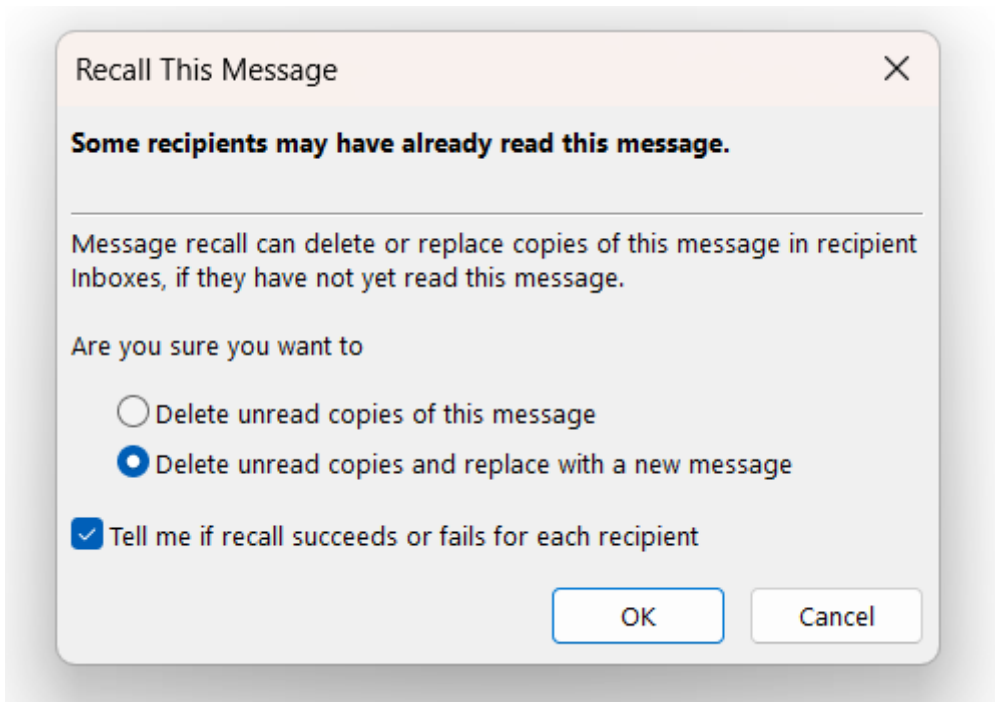 Recall This Message
Some recipients may have already read this message.
Message recall can delete or replace copies of this message in recipient
Inboxes, if they have not yet read this message.
Are you sure you want to
Delete unread copies of this message
Delete unread copies and replace with a new message
Tell me if recall succeeds or fails for each recipient
OK Cancel